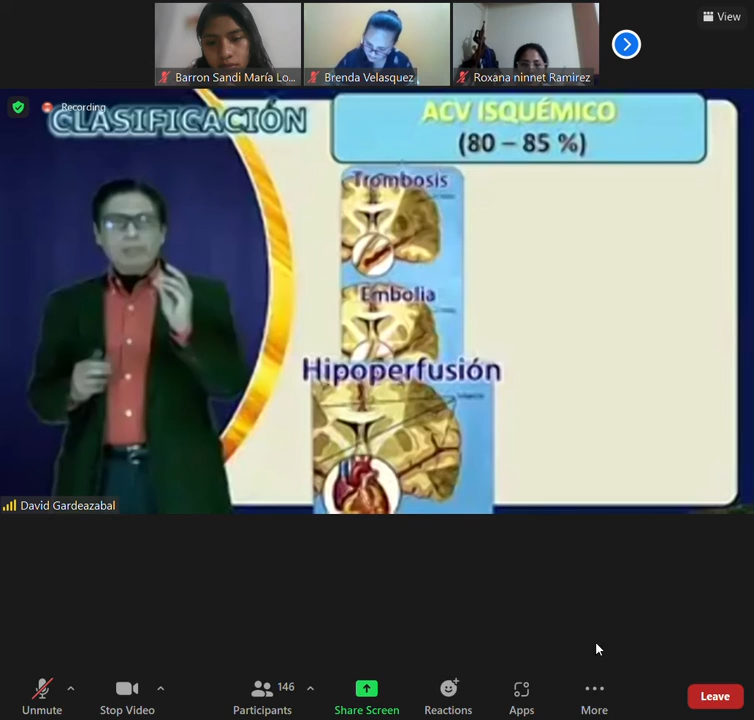 View
Barron Sandi María Lo...
Brenda Velasquez
Roxana ninnet Ramirez
Recording
CLASIFICACIÓN
ACV ISQUÉMICO
(80 – 85 %)
Trombosis
Embolia
Hipoperfusión
David Gardeazabal
146
Unmute
Stop Video
Participants
Share Screen
Reactions
Apps
More
Leave